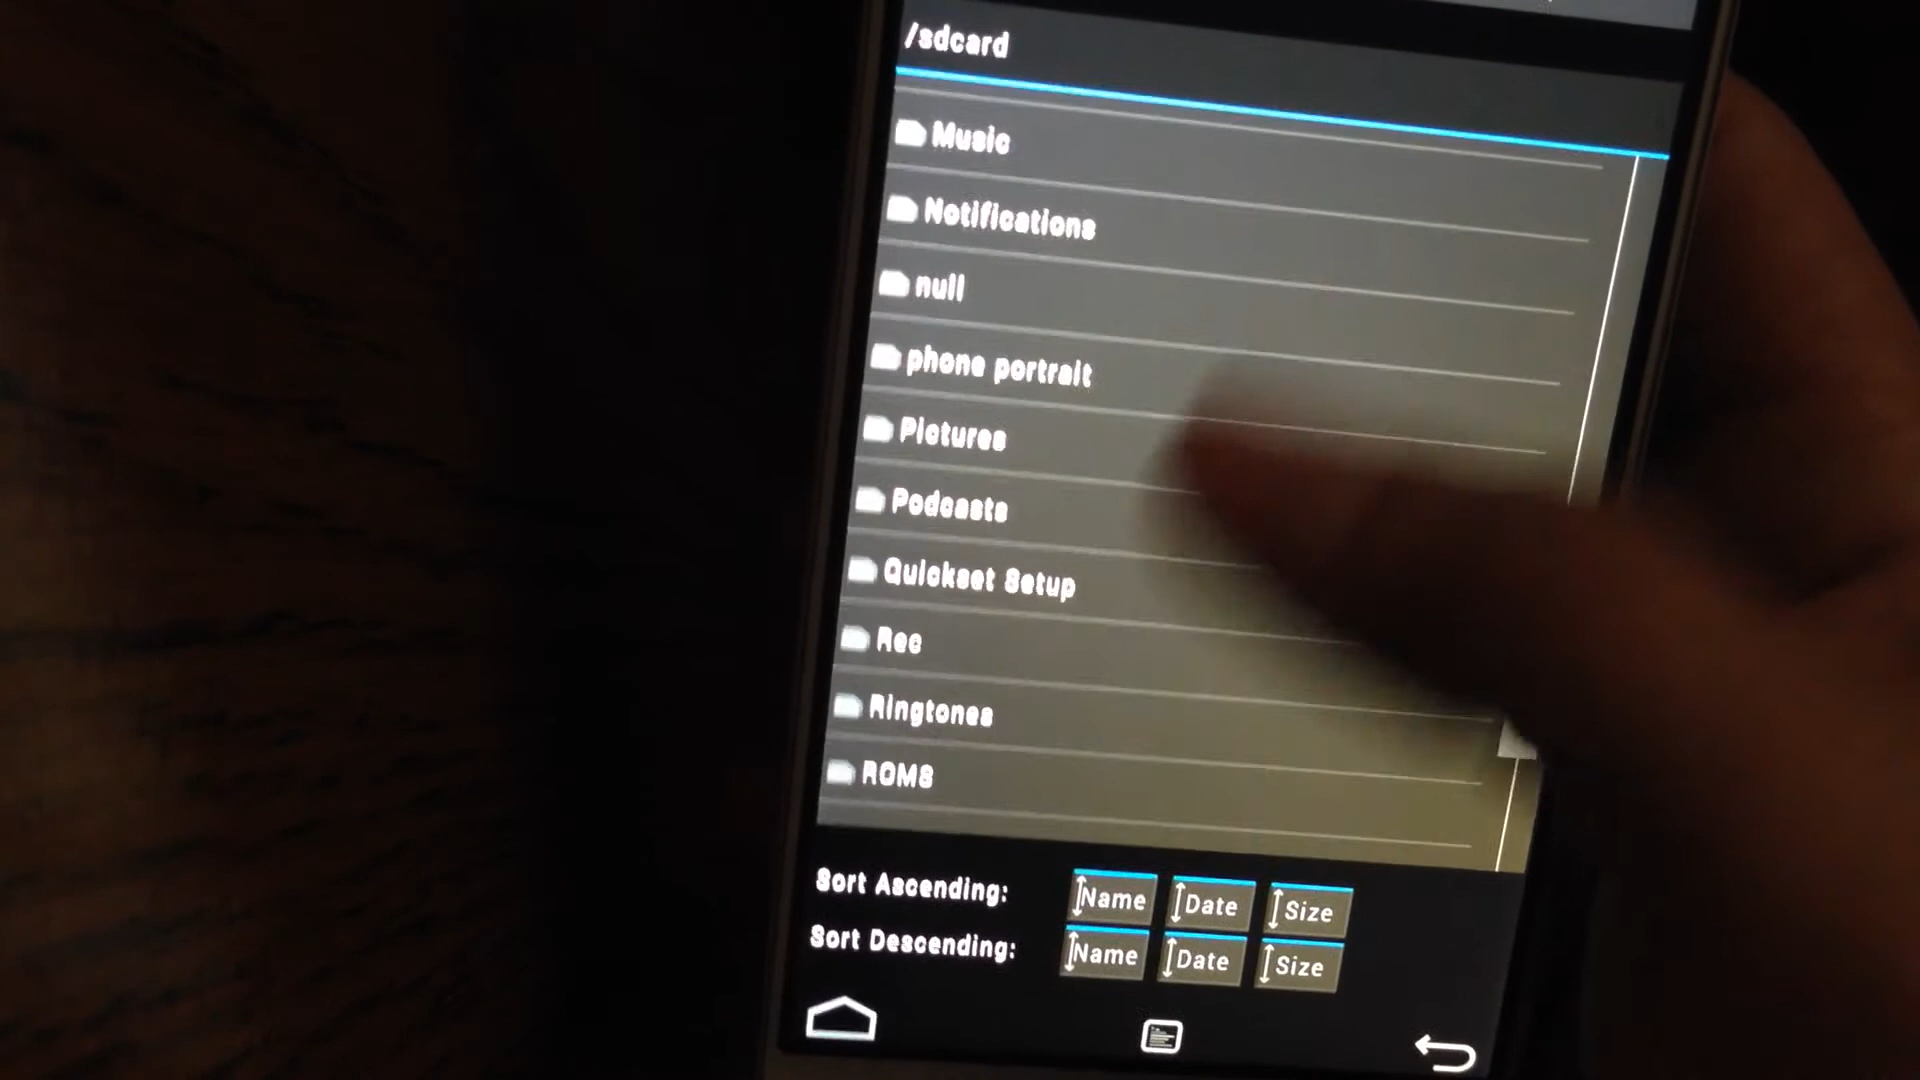 /sdcard
Music
Notifications
null
phone portrait
Pictures
Podcasts
Quickset Setup
Rec
Ringtones
ROMS
Sort Ascending: Name Date Size
Sort Descending: Name Date Size